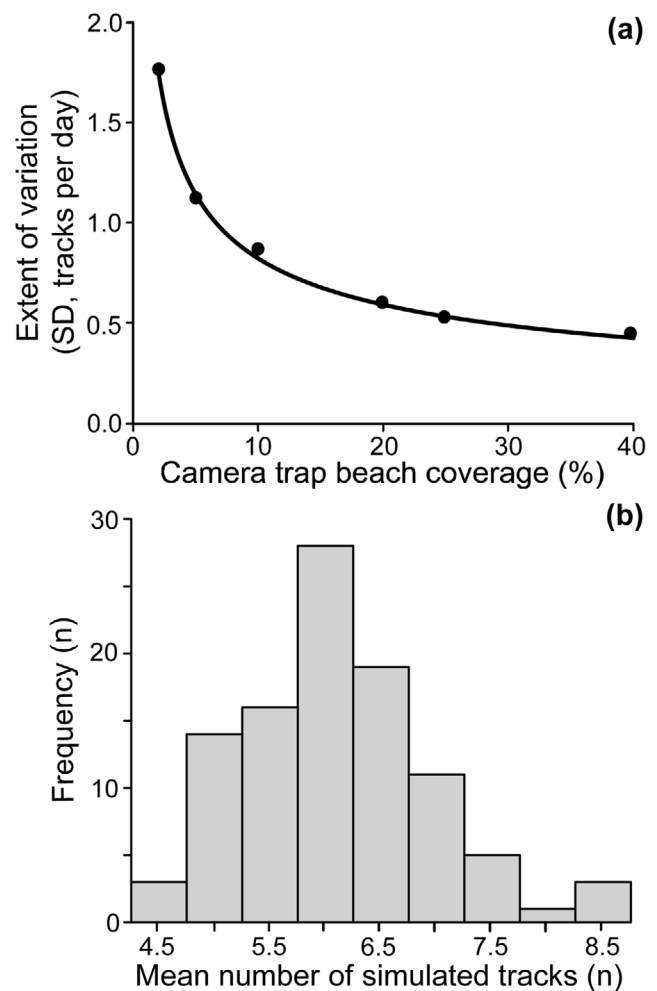 (a)
Extent of variation
(SD, tracks per day)
2.0
1.5
1.0
0.5
0.0
0 10 20 30 40
Camera trap beach coverage (%)
(b)
Frequency (n)
30
20
10
0
4.5 5.5 6.5 7.5 8.5
Mean number of simulated tracks (n)